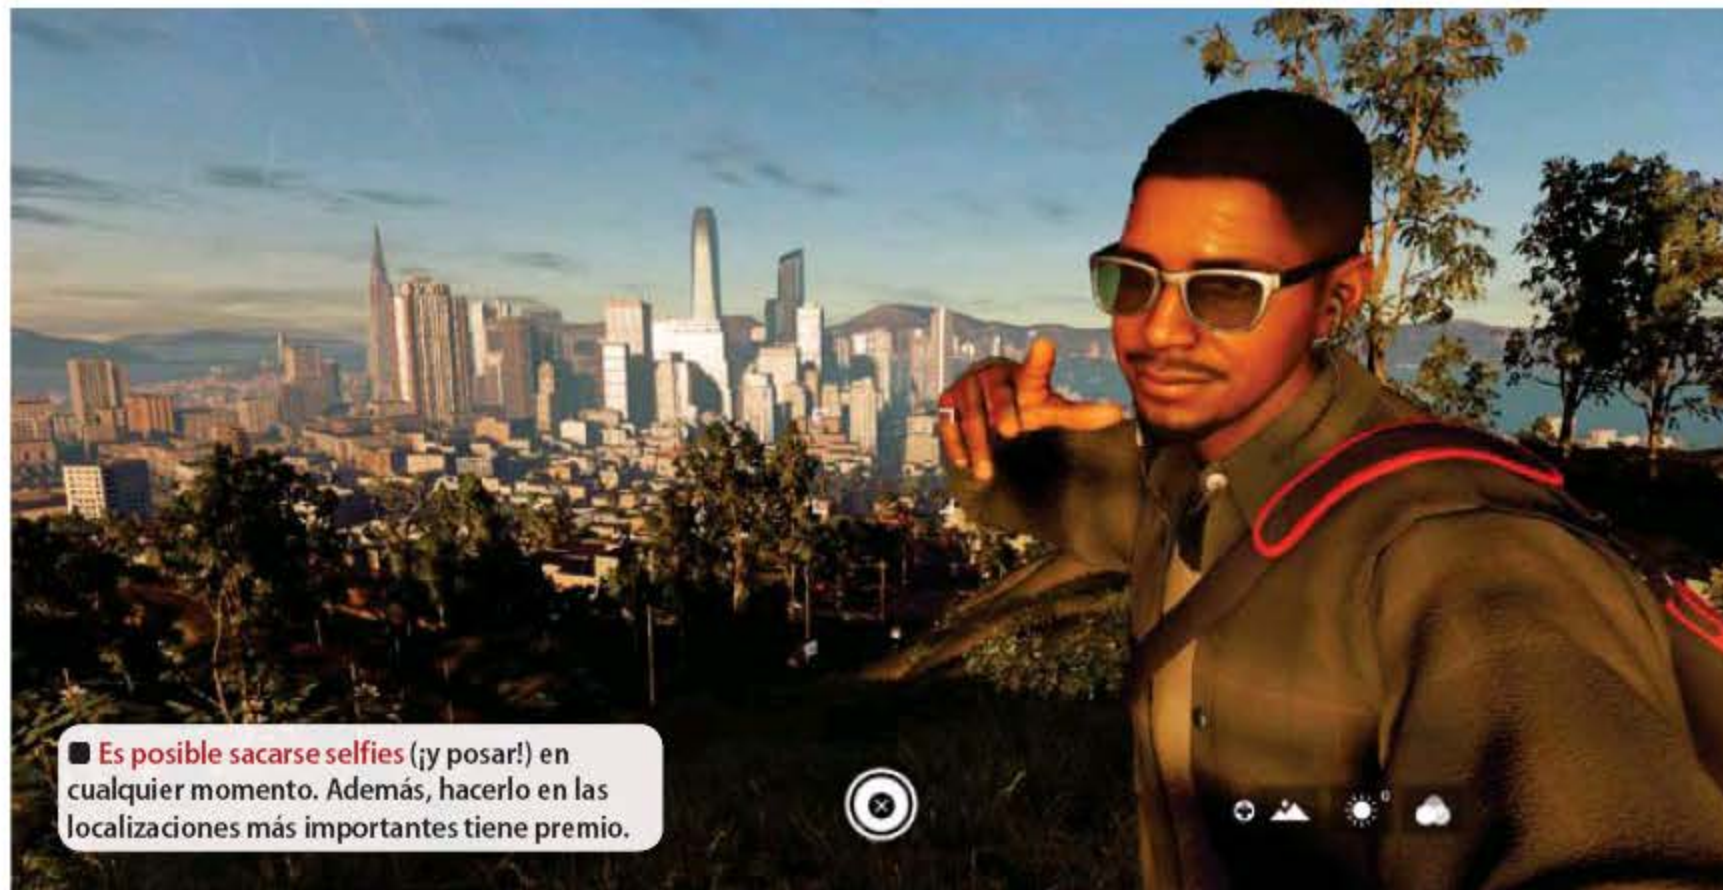 Es posible sacarse selfies (¡y posar!) en
cualquier momento. Además, hacerlo en las
localizaciones más importantes tiene premio.